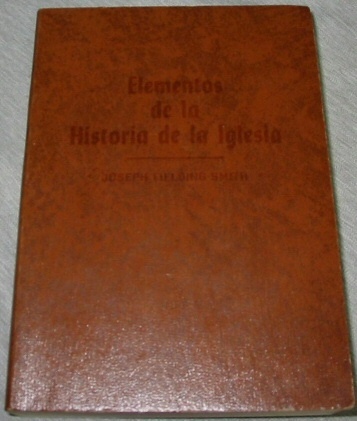 Elementos
de la
Historia de la Iglesia
JOSEPH FIELDING SMITH